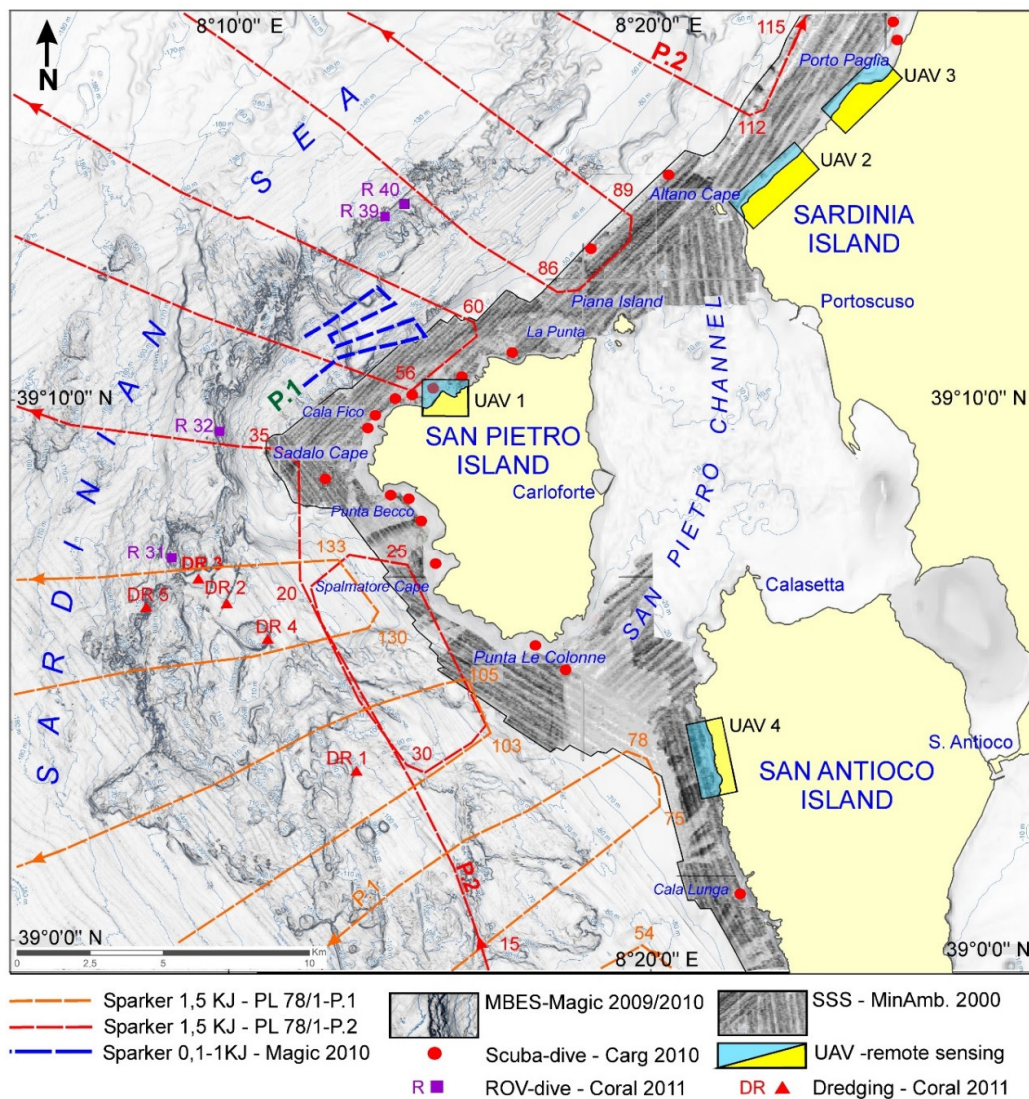 8°10'0'' E
8°20'0'' E
115
N
P.2
Porto Paglia
UAV 3
112
SARDINIAN SEA
R 40
R 39
89
Altano Cape
UAV 2
SARDINIA
ISLAND
86
Piana Island
Portoscuso
60
La Punta
P.1
56
39°10'0'' N
39°10'0'' N
Cala Fico
UAV 1
R 32
35
Sadalo Cape
SAN PIETRO
ISLAND
SAN PIETRO CHANNEL
Carloforte
Punta Becco
133
25
R 31
DR 3
DR 2
DR 5
20
Spalmatore Cape
Calasetta
DR 4
130
Punta Le Colonne
105
103
UAV 4
78
S. Antioco
DR 1
30
75
SAN ANTIOCO
ISLAND
P.1
P.2
Cala Lunga
39°0'0'' N
54
15
39°0'0'' N
0
2.5
5
10
Km
8°20'0'' E
Sparker 1,5 KJ - PL 78/1-P.1
MBES-Magic 2009/2010
SSS - MinAmb. 2000
Sparker 1,5 KJ - PL 78/1-P.2
Sparker 0,1-1KJ - Magic 2010
Scuba-dive - Carg 2010
UAV -remote sensing
R
ROV-dive - Coral 2011
DR
Dredging - Coral 2011